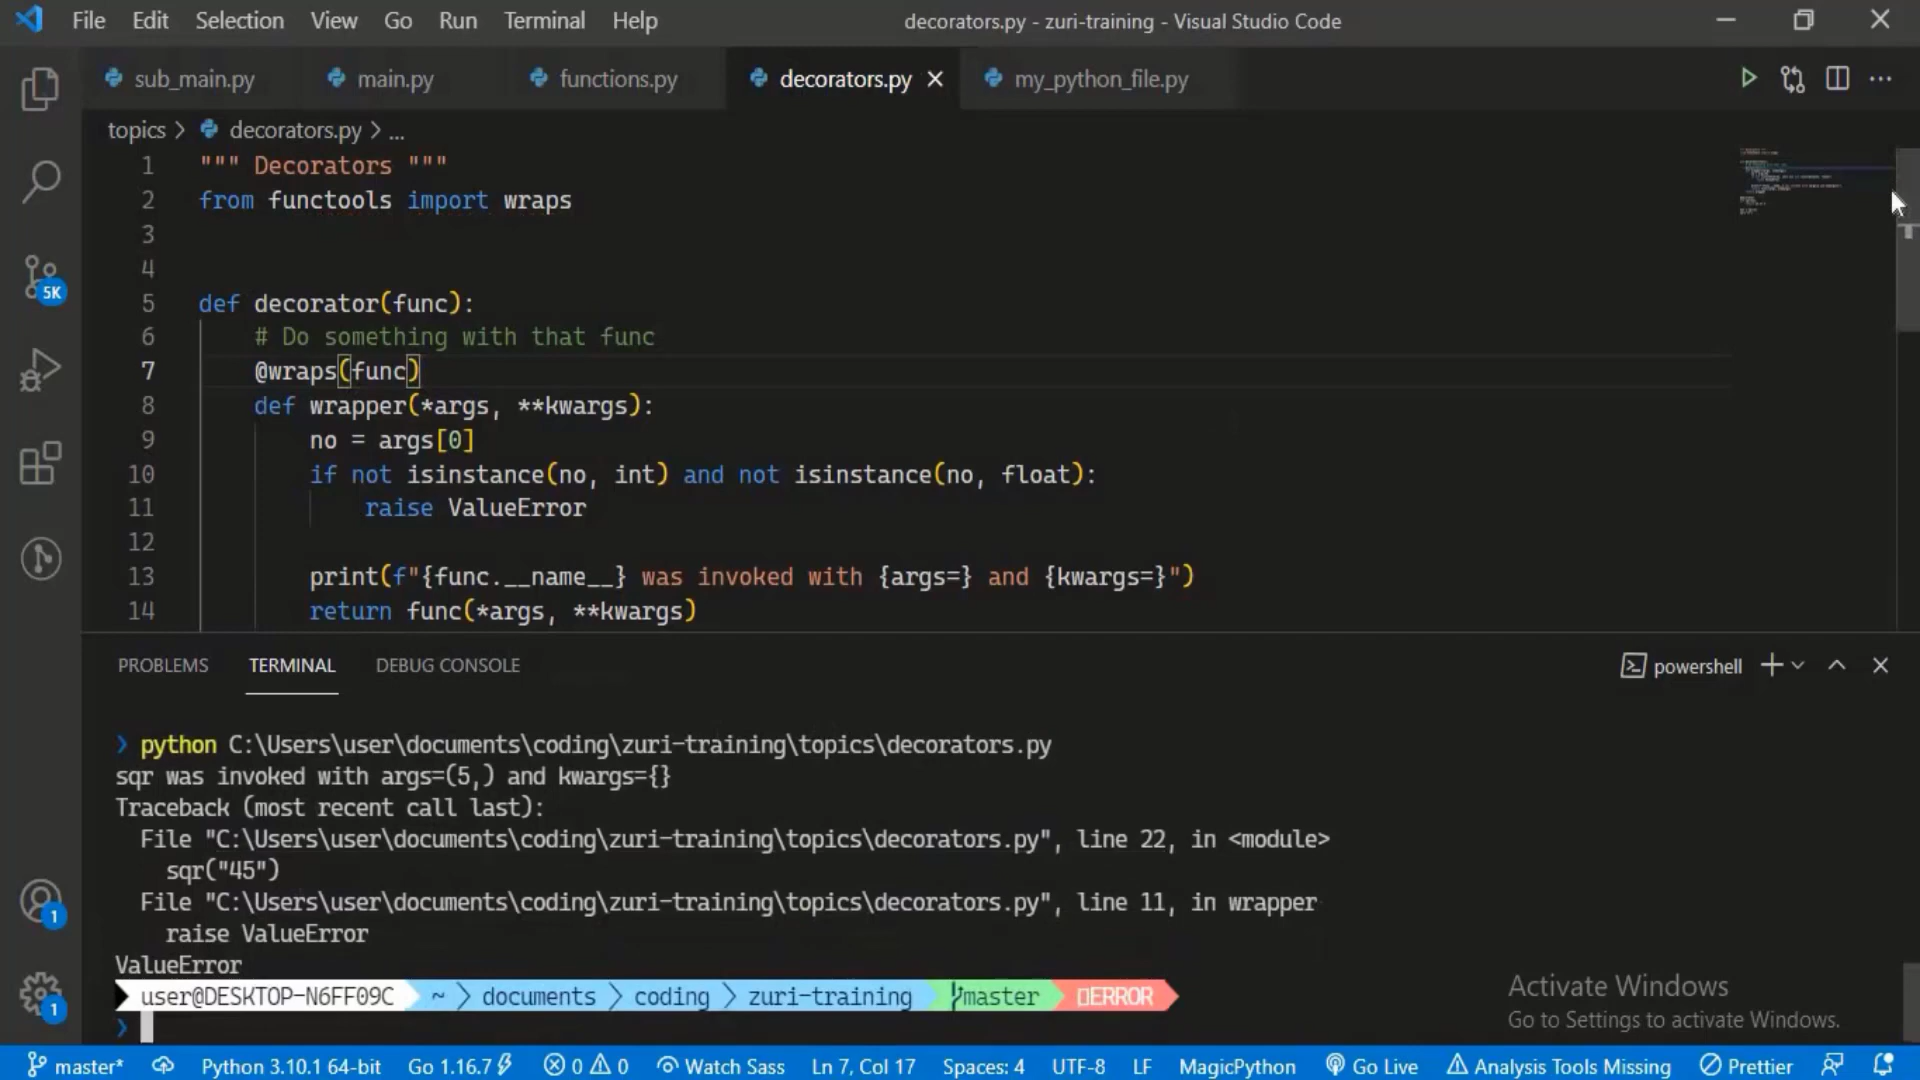 File Edit Selection View Go Run Terminal Help decorators.py - zuri-training - Visual Studio Code
sub_main.py main.py functions.py decorators.py my_python_file.py
topics > decorators.py > ...
1 """ Decorators """
2 from functools import wraps
3
4
5 def decorator(func):
6 # Do something with that func
7 @wraps(func)
8 def wrapper(*args, **kwargs):
9 no = args[0]
10 if not isinstance(no, int) and not isinstance(no, float):
11 raise ValueError
12
13 print(f"{func.__name__} was invoked with {args=} and {kwargs=}")
14 return func(*args, **kwargs)
5K
PROBLEMS TERMINAL DEBUG CONSOLE powershell
❯ python C:\Users\user\documents\coding\zuri-training\topics\decorators.py
sqr was invoked with args=(5,) and kwargs={}
Traceback (most recent call last):
File "C:\Users\user\documents\coding\zuri-training\topics\decorators.py", line 22, in <module>
sqr("45")
File "C:\Users\user\documents\coding\zuri-training\topics\decorators.py", line 11, in wrapper
raise ValueError
ValueError
user@DESKTOP-N6FF09C ~ documents coding zuri-training master ERROR
❯
1
1
Activate Windows
Go to Settings to activate Windows.
master* Python 3.10.1 64-bit Go 1.16.7 0 0 Watch Sass Ln 7, Col 17 Spaces: 4 UTF-8 LF MagicPython Go Live Analysis Tools Missing Prettier